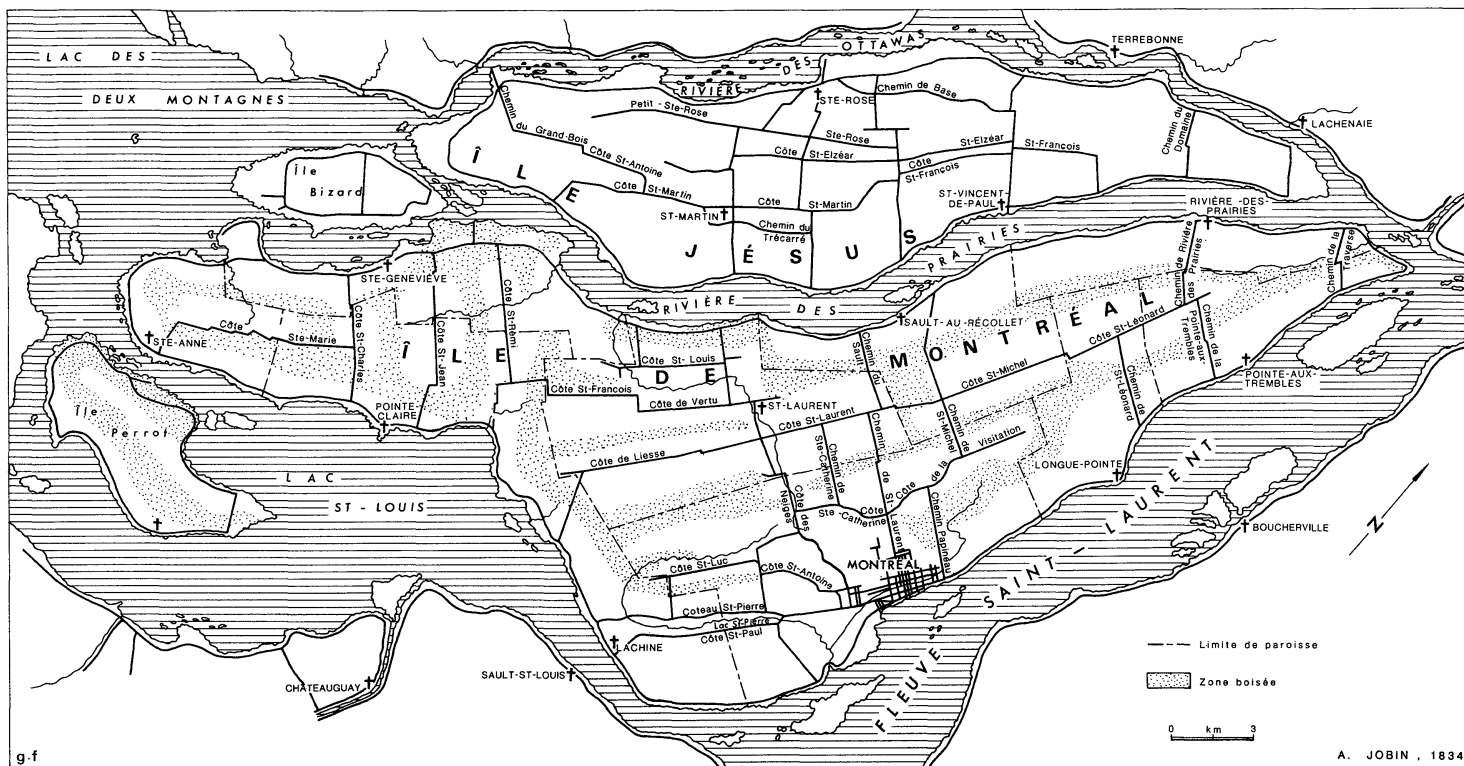 LAC DES
DEUX MONTAGNES
RIVIÈRE DES OTTAWAS
TERREBONNE
LACHENAIE
Île
Bizard
ÎLE JÉSUS
Chemin du Grand-Bois
Petit-Ste-Rose
STE-ROSE
Chemin de Base
Ste-Rose
Côte St-Antoine
Côte St-Elzéar
St-Elzéar
Côte St-François
St-François
Chemin du Domaine
Côte St-Martin
Côte St-Martin
ST-MARTIN
Chemin du
Trécarré
ST-VINCENT-
DE-PAUL
RIVIÈRE-DES-
PRAIRIES
RIVIÈRE DES PRAIRIES
STE-GENEVIÈVE
STE-ANNE
Côte Ste-Marie
Côte St-Charles
Côte St-Jean
Côte St-Rémi
ÎLE DE MONTRÉAL
POINTE-
CLAIRE
Île
Perrot
Côte St-Louis
Côte St-Francois
Côte de Vertu
ST-LAURENT
Côte St-Laurent
Côte de Liesse
SAULT-AU-RÉCOLLET
Chemin du Sault
Côte St-Michel
Côte St-Léonard
Chemin de Rivière des Prairies
Chemin de la Pointe-aux-Trembles
Chemin de la Traverse
Chemin de St-Léonard
Chemin de St-Michel
POINTE-AUX-
TREMBLES
LONGUE-POINTE
BOUCHERVILLE
Côte de la Visitation
Chemin de Ste-Catherine
Chemin de St-Laurent
Côte des Neiges
Côte Ste-Catherine
Chemin Papineau
MONTRÉAL
Côte St-Luc
Côte St-Antoine
Coteau St-Pierre
Lac St-Pierre
Côte St-Paul
LACHINE
LAC
ST-LOUIS
SAULT-ST-LOUIS
CHÂTEAUGUAY
FLEUVE SAINT-LAURENT
N
Limite de paroisse
Zone boisée
0 km 3
g.f
A. JOBIN, 1834